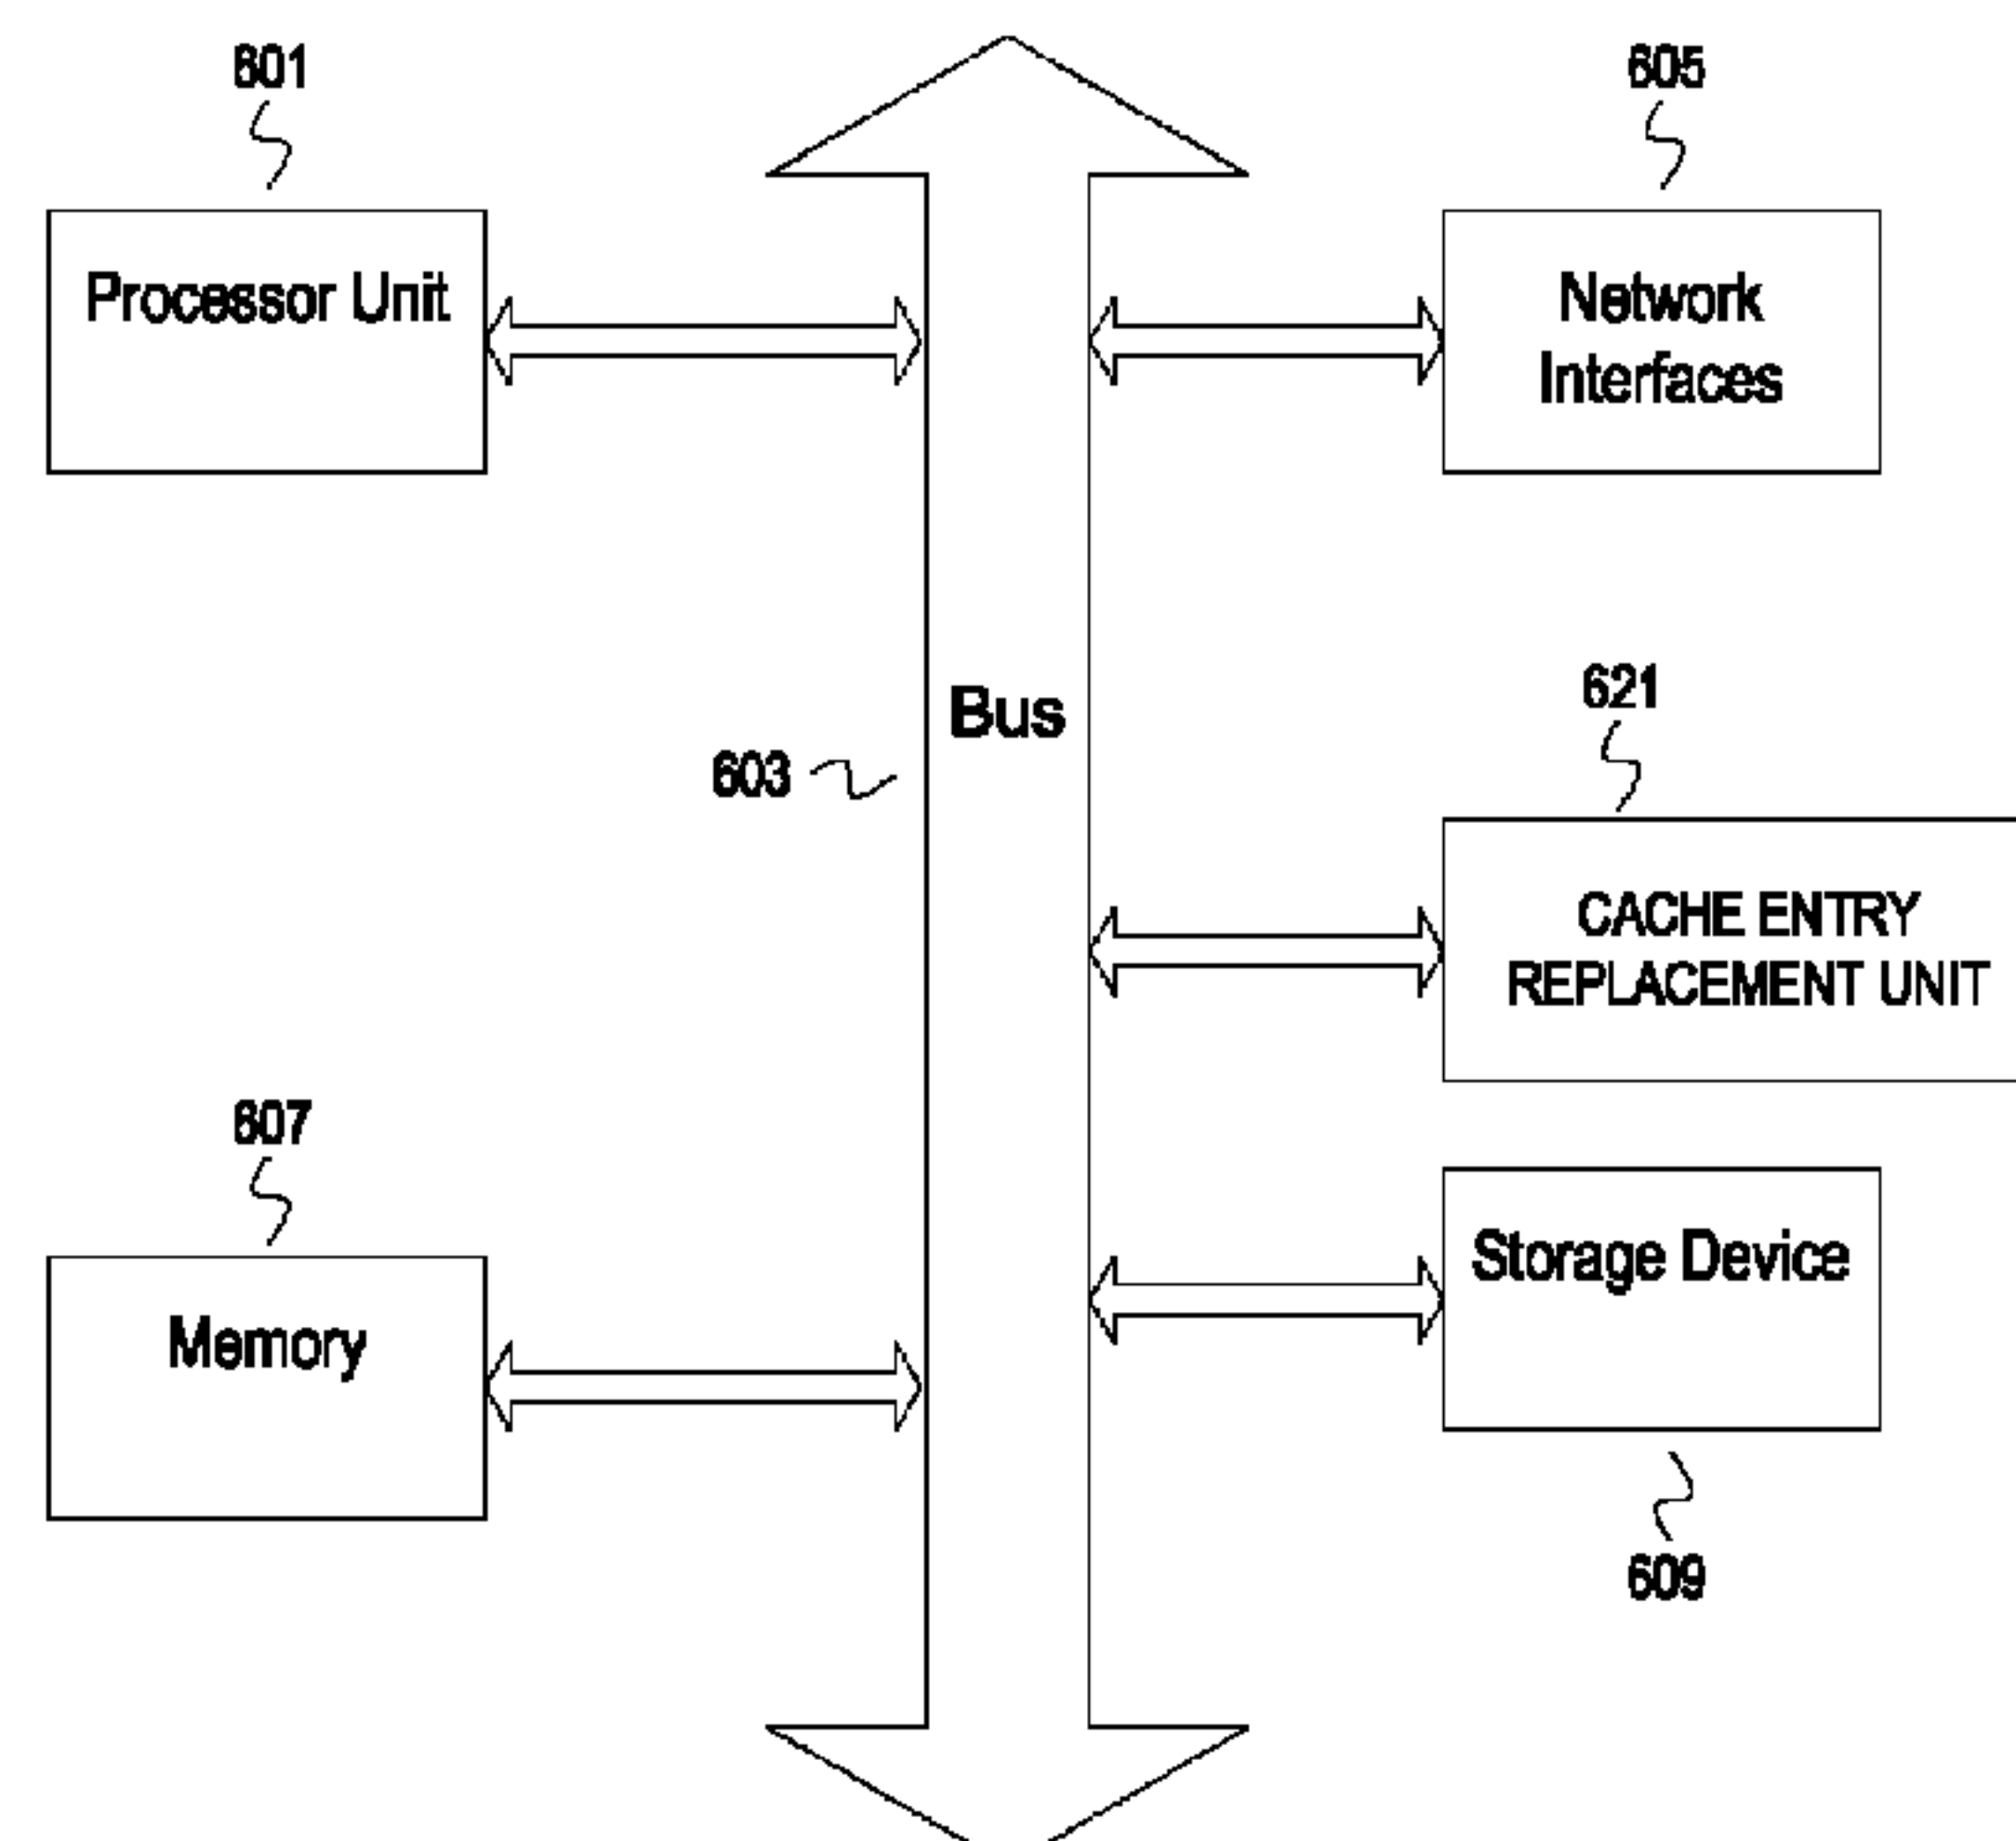 601
605
Processor Unit
Network
Interfaces
Bus
603
621
CACHE ENTRY
REPLACEMENT UNIT
607
Memory
Storage Device
609